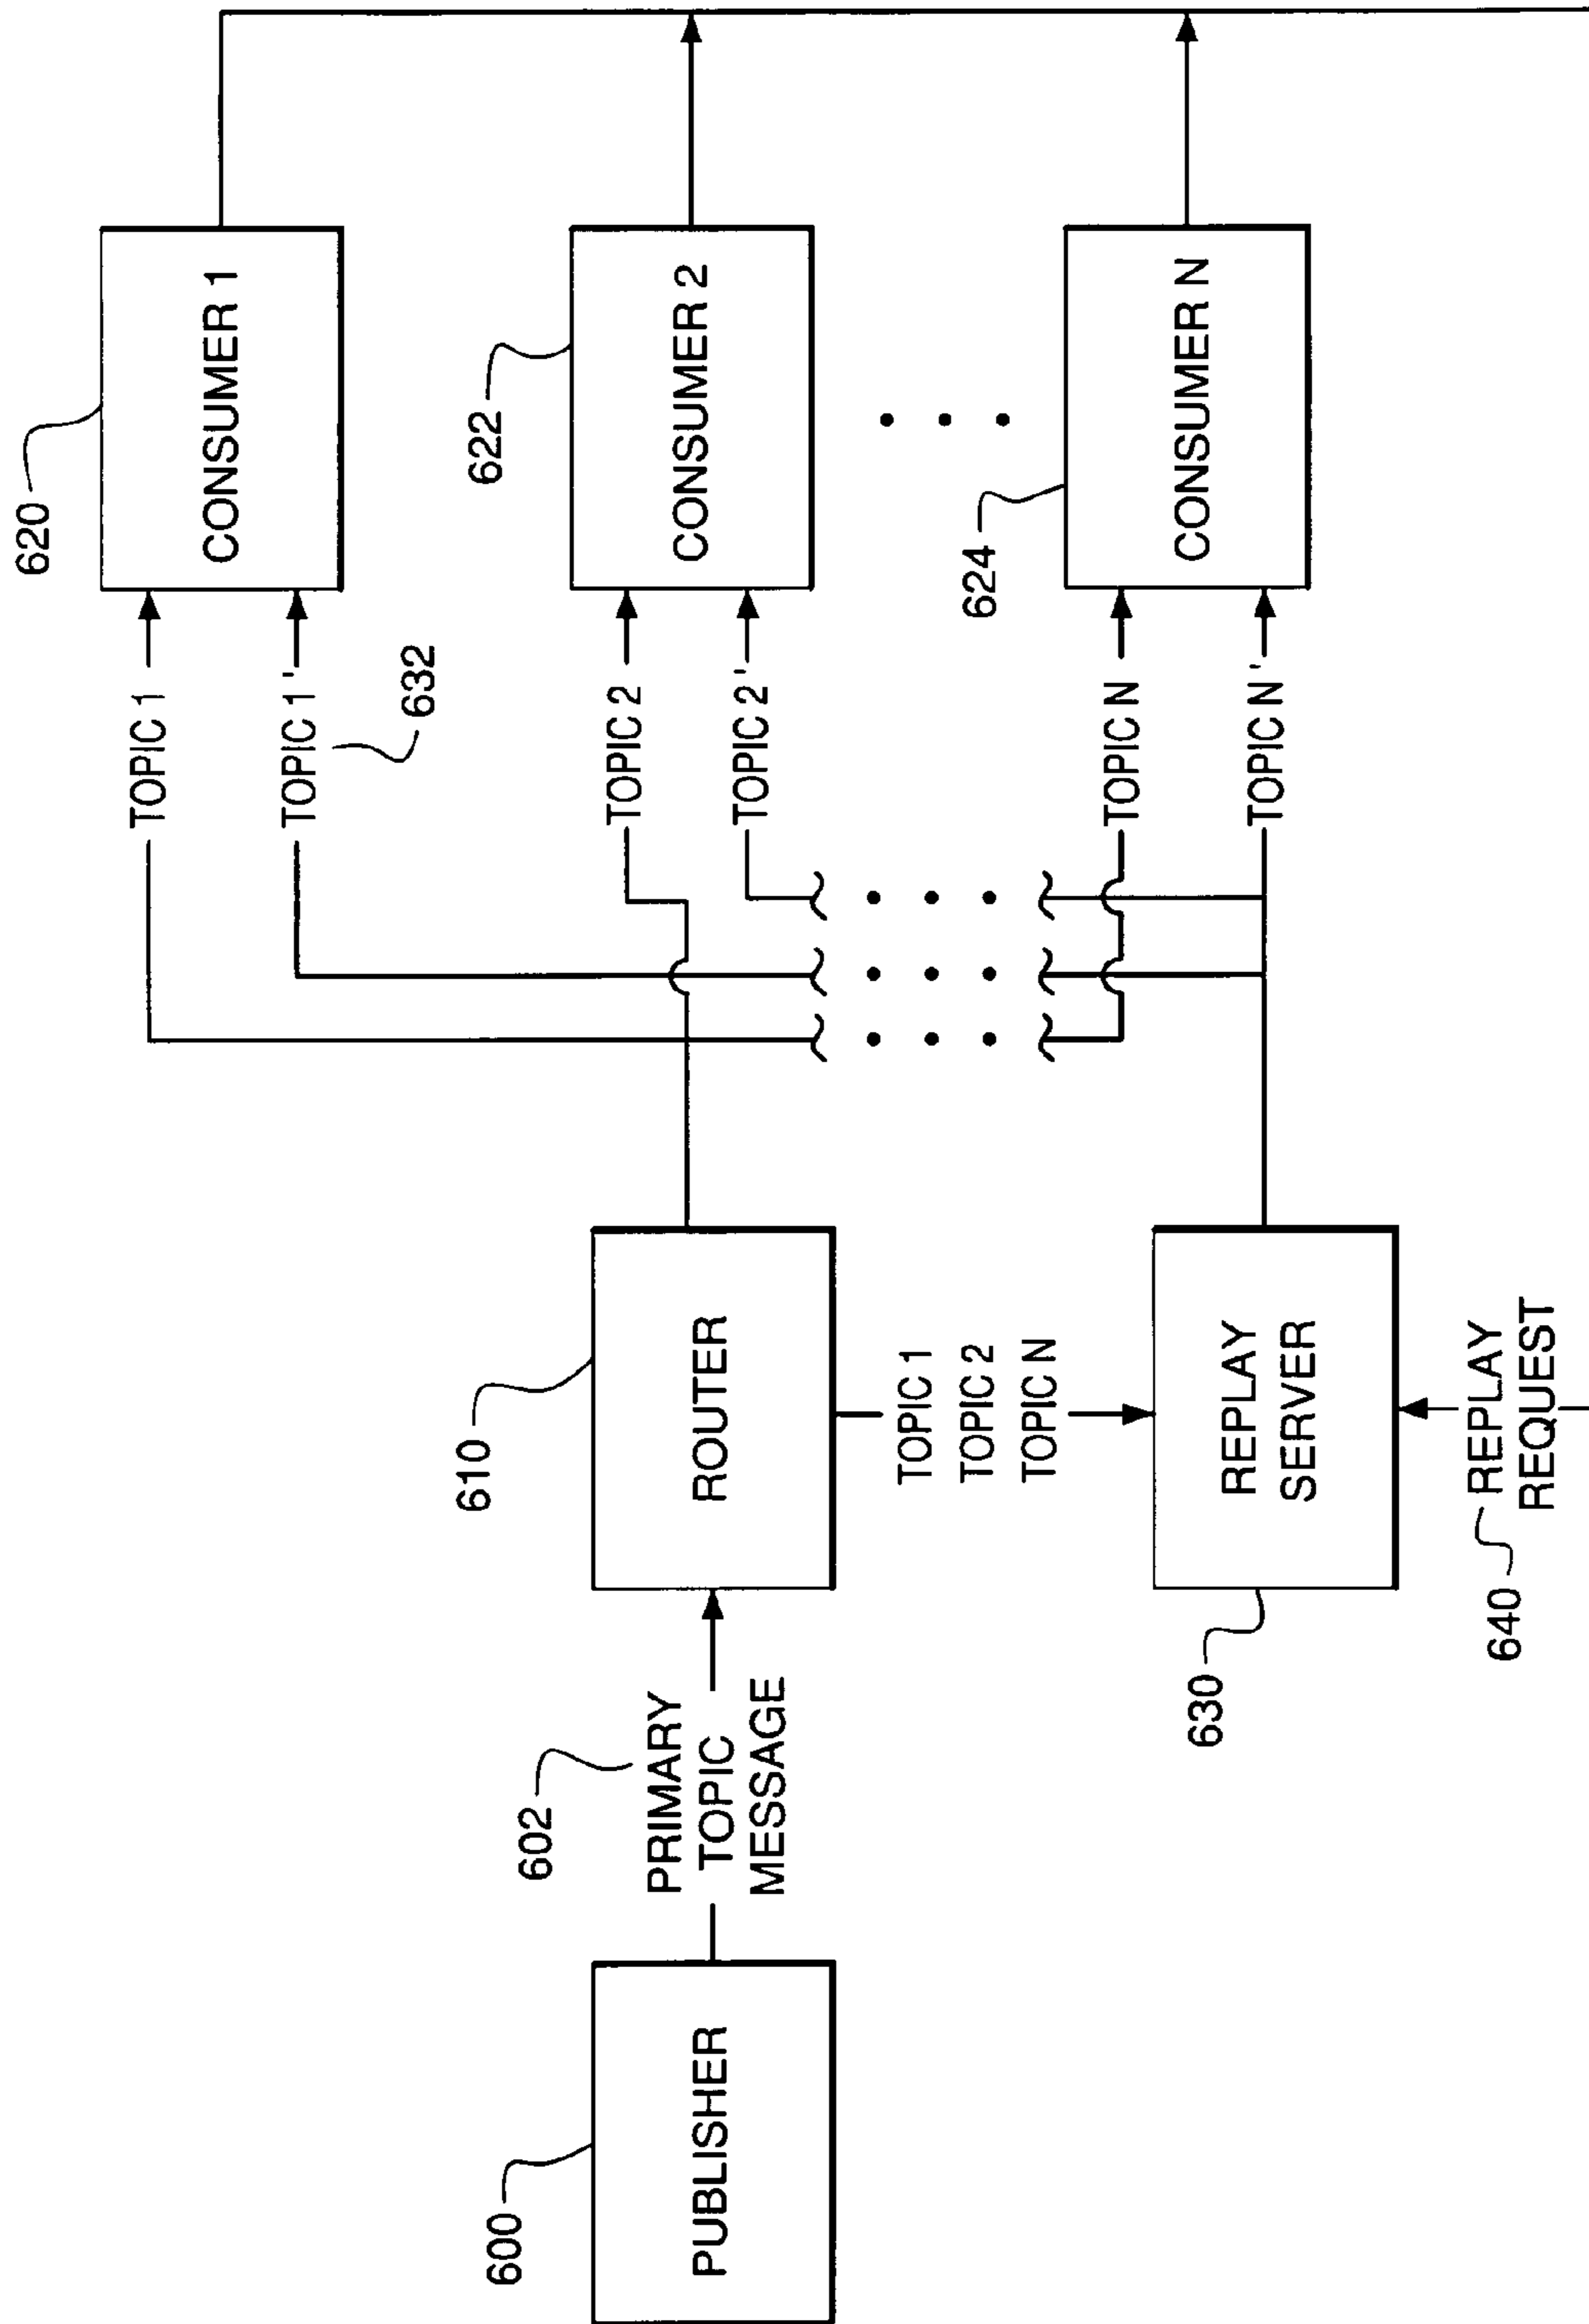 600
PUBLISHER
602
PRIMARY
TOPIC
MESSAGE
610
ROUTER
TOPIC 1
TOPIC 2
TOPIC N
630
REPLAY
SERVER
640
REPLAY
REQUEST
TOPIC 1
TOPIC 1 '
632
TOPIC 2
TOPIC 2 '
TOPIC N
TOPIC N '
620
CONSUMER 1
622
CONSUMER 2
624
CONSUMER N